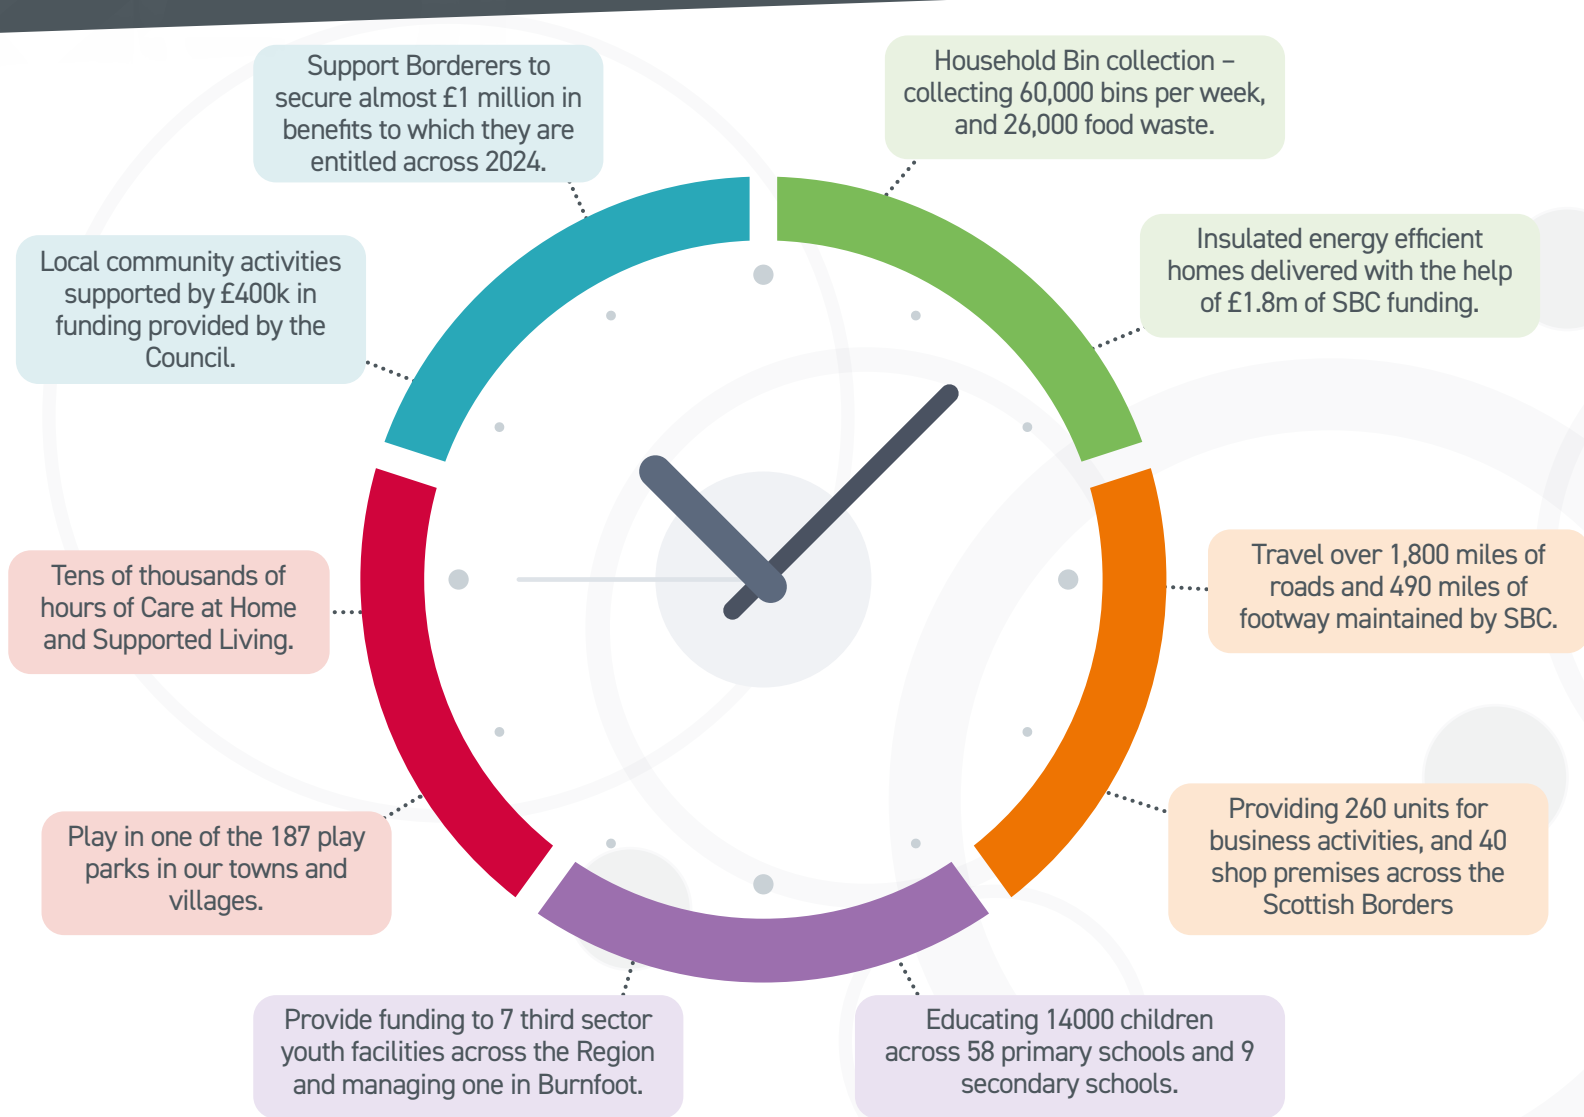 Support Borderers to
secure almost £1 million in
benefits to which they are
entitled across 2024.
Household Bin collection –
collecting 60,000 bins per week,
and 26,000 food waste.
Local community activities
supported by £400k in
funding provided by the
Council.
Insulated energy efficient
homes delivered with the help
of £1.8m of SBC funding.
Tens of thousands of
hours of Care at Home
and Supported Living.
Travel over 1,800 miles of
roads and 490 miles of
footway maintained by SBC.
Play in one of the 187 play
parks in our towns and
villages.
Providing 260 units for
business activities, and 40
shop premises across the
Scottish Borders
Provide funding to 7 third sector
youth facilities across the Region
and managing one in Burnfoot.
Educating 14000 children
across 58 primary schools and 9
secondary schools.